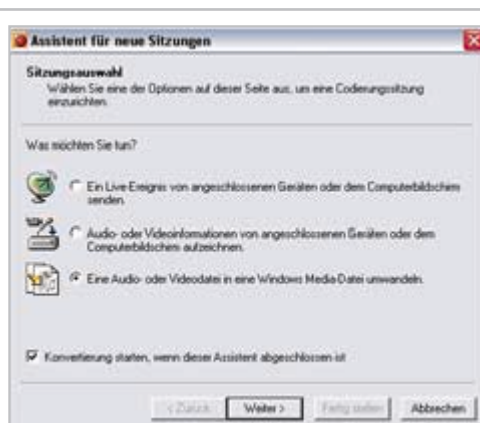 Assistent für neue Sitzungen
Sitzungsauswahl
Wählen Sie eine der Optionen auf dieser Seite aus, um eine Codierungssitzung
einzurichten.
Was möchten Sie tun?
Ein Live-Ereignis von angeschlossenen Geräten oder dem Computerbildschirm
senden.
Audio- oder Videoinformationen von angeschlossenen Geräten oder dem
Computerbildschirm aufzeichnen.
Eine Audio- oder Videodatei in eine Windows Media-Datei umwandeln.
Konvertierung starten, wenn dieser Assistent abgeschlossen ist
< Zurück Weiter > Fertig stellen Abbrechen